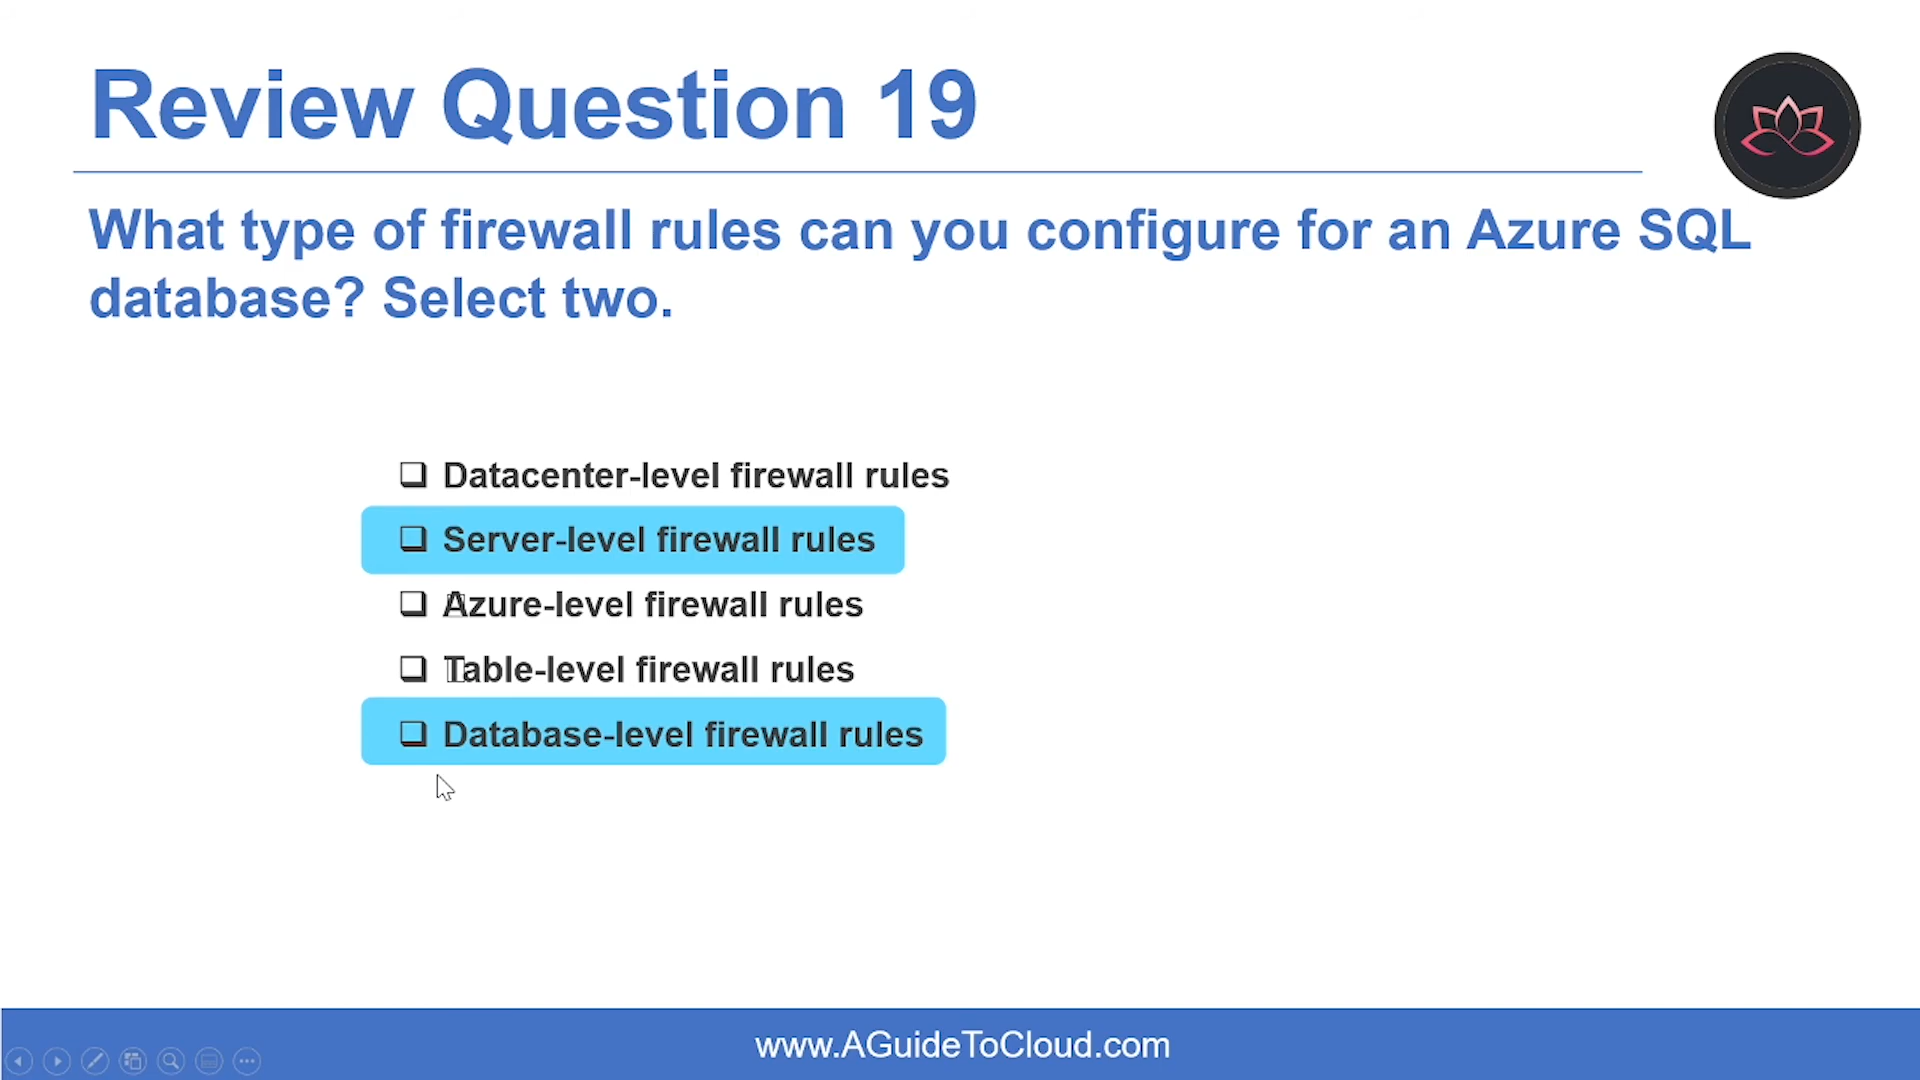 Review Question 19
What type of firewall rules can you configure for an Azure SQL
database? Select two.
❑ Datacenter-level firewall rules
❑ Server-level firewall rules
❑ Azure-level firewall rules
❑ Table-level firewall rules
❑ Database-level firewall rules
www.AGuideToCloud.com